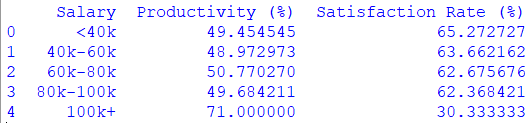 Salary Productivity (%) Satisfaction Rate (%)
0 <40k 49.454545 65.272727
1 40k-60k 48.972973 63.662162
2 60k-80k 50.770270 62.675676
3 80k-100k 49.684211 62.368421
4 100k+ 71.000000 30.333333